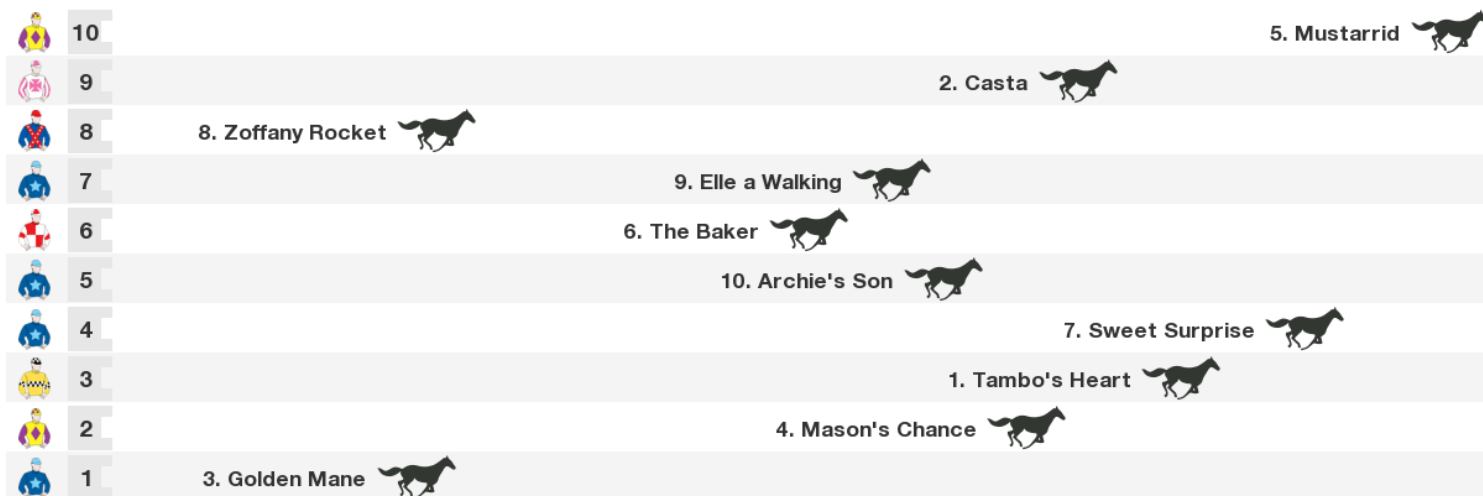 10 5. Mustarrid
9 2. Casta
8 8. Zoffany Rocket
7 9. Elle a Walking
6 6. The Baker
5 10. Archie's Son
4 7. Sweet Surprise
3 1. Tambo's Heart
2 4. Mason's Chance
1 3. Golden Mane